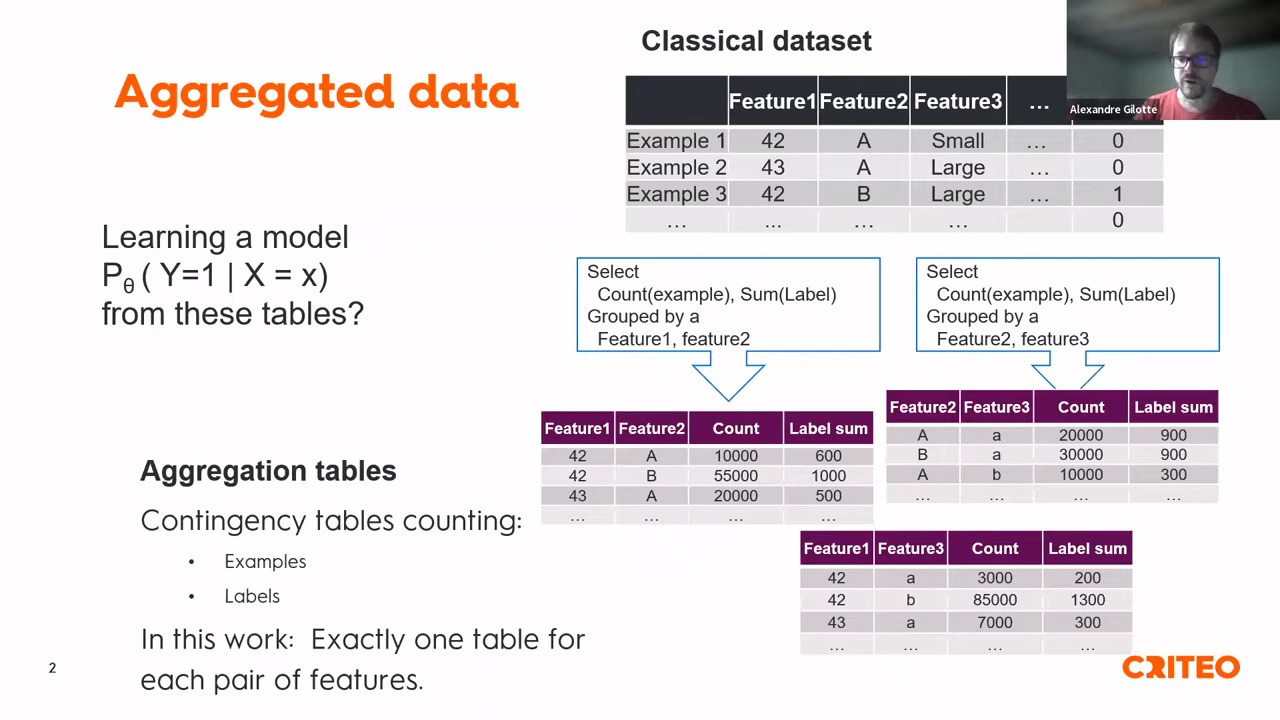 Classical dataset
Aggregated data
Alexandre Gilotte
Feature1 Feature2 Feature3 ...
Example 1 42 A Small ... 0
Example 2 43 A Large ... 0
Example 3 42 B Large ... 1
... ... ... ... 0
Learning a model
Pθ ( Y=1 | X = x)
from these tables?
Select
Count(example), Sum(Label)
Grouped by a
Feature1, feature2
Select
Count(example), Sum(Label)
Grouped by a
Feature2, feature3
Feature1 Feature2 Count Label sum
42 A 10000 600
42 B 55000 1000
43 A 20000 500
... ... ... ...
Feature2 Feature3 Count Label sum
A a 20000 900
B a 30000 900
A b 10000 300
... ... ... ...
Aggregation tables
Contingency tables counting:
• Examples
• Labels
In this work: Exactly one table for
each pair of features.
Feature1 Feature3 Count Label sum
42 a 3000 200
42 b 85000 1300
43 a 7000 300
... ... ... ...
2
CRITEO